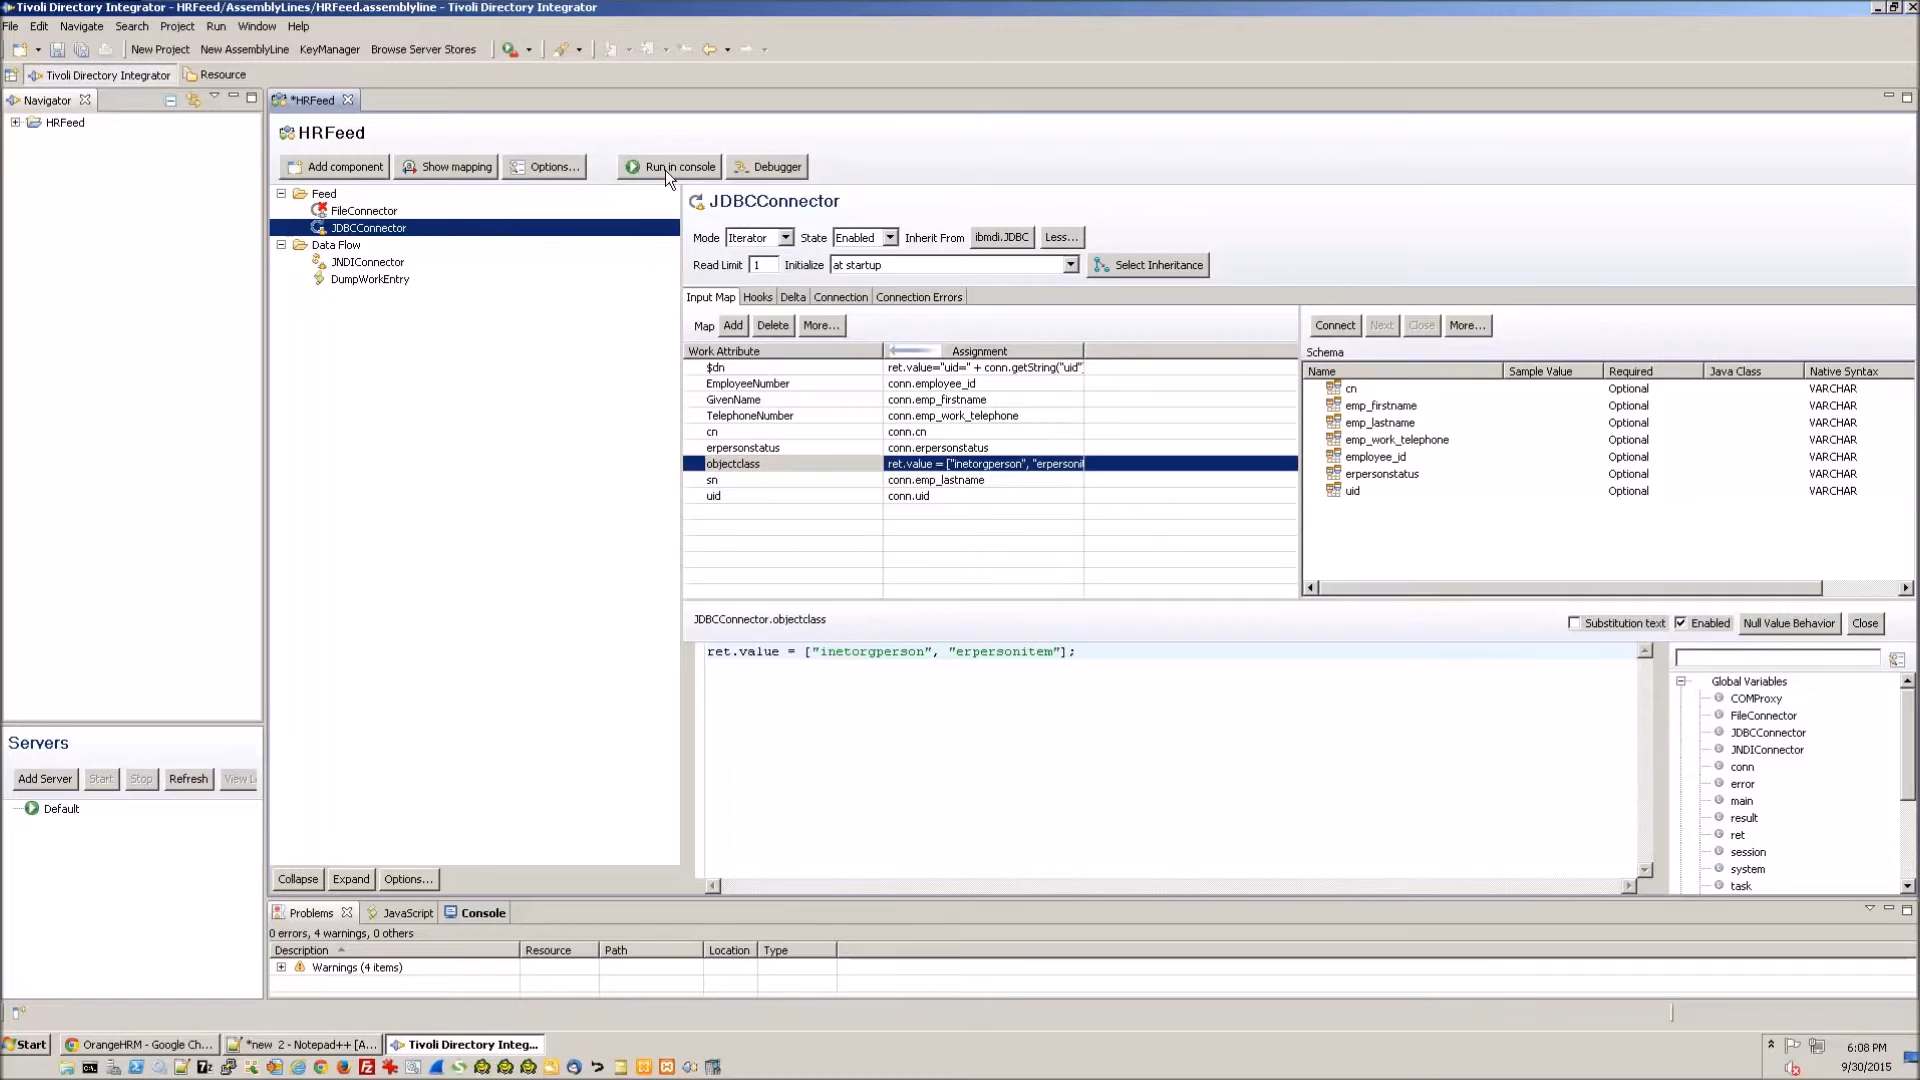 Tivoli Directory Integrator - HRFeed/AssemblyLines/HRFeed.assemblyline - Tivoli Directory Integrator
File Edit Navigate Search Project Run Window Help
New Project New AssemblyLine KeyManager Browse Server Stores
Tivoli Directory Integrator Resource
Navigator
*HRFeed
HRFeed
HRFeed
Add component Show mapping Options... Run in console Debugger
Feed
FileConnector
JDBCConnector
Data Flow
JNDIConnector
DumpWorkEntry
JDBCConnector
Mode Iterator State Enabled Inherit From ibmdi.JDBC Less...
Read Limit 1 Initialize at startup Select Inheritance
Input Map Hooks Delta Connection Connection Errors
Map Add Delete More...
Connect Next Close More...
Schema
Work Attribute Assignment
$dn ret.value="uid=" + conn.getString("uid"
EmployeeNumber conn.employee_id
GivenName conn.emp_firstname
TelephoneNumber conn.emp_work_telephone
cn conn.cn
erpersonstatus conn.erpersonstatus
objectclass ret.value = ["inetorgperson", "erpersoni
sn conn.emp_lastname
uid conn.uid
Name Sample Value Required Java Class Native Syntax
cn Optional VARCHAR
emp_firstname Optional VARCHAR
emp_lastname Optional VARCHAR
emp_work_telephone Optional VARCHAR
employee_id Optional VARCHAR
erpersonstatus Optional VARCHAR
uid Optional VARCHAR
JDBCConnector.objectclass Substitution text Enabled Null Value Behavior Close
ret.value = ["inetorgperson", "erpersonitem"];
Global Variables
COMProxy
FileConnector
JDBCConnector
JNDIConnector
conn
error
main
result
ret
session
system
task
Servers
Add Server Start Stop Refresh View L
Default
Collapse Expand Options...
Problems JavaScript Console
0 errors, 4 warnings, 0 others
Description Resource Path Location Type
Warnings (4 items)
Start OrangeHRM - Google Ch... *new 2 - Notepad++ [A... Tivoli Directory Integ...
6:08 PM
9/30/2015